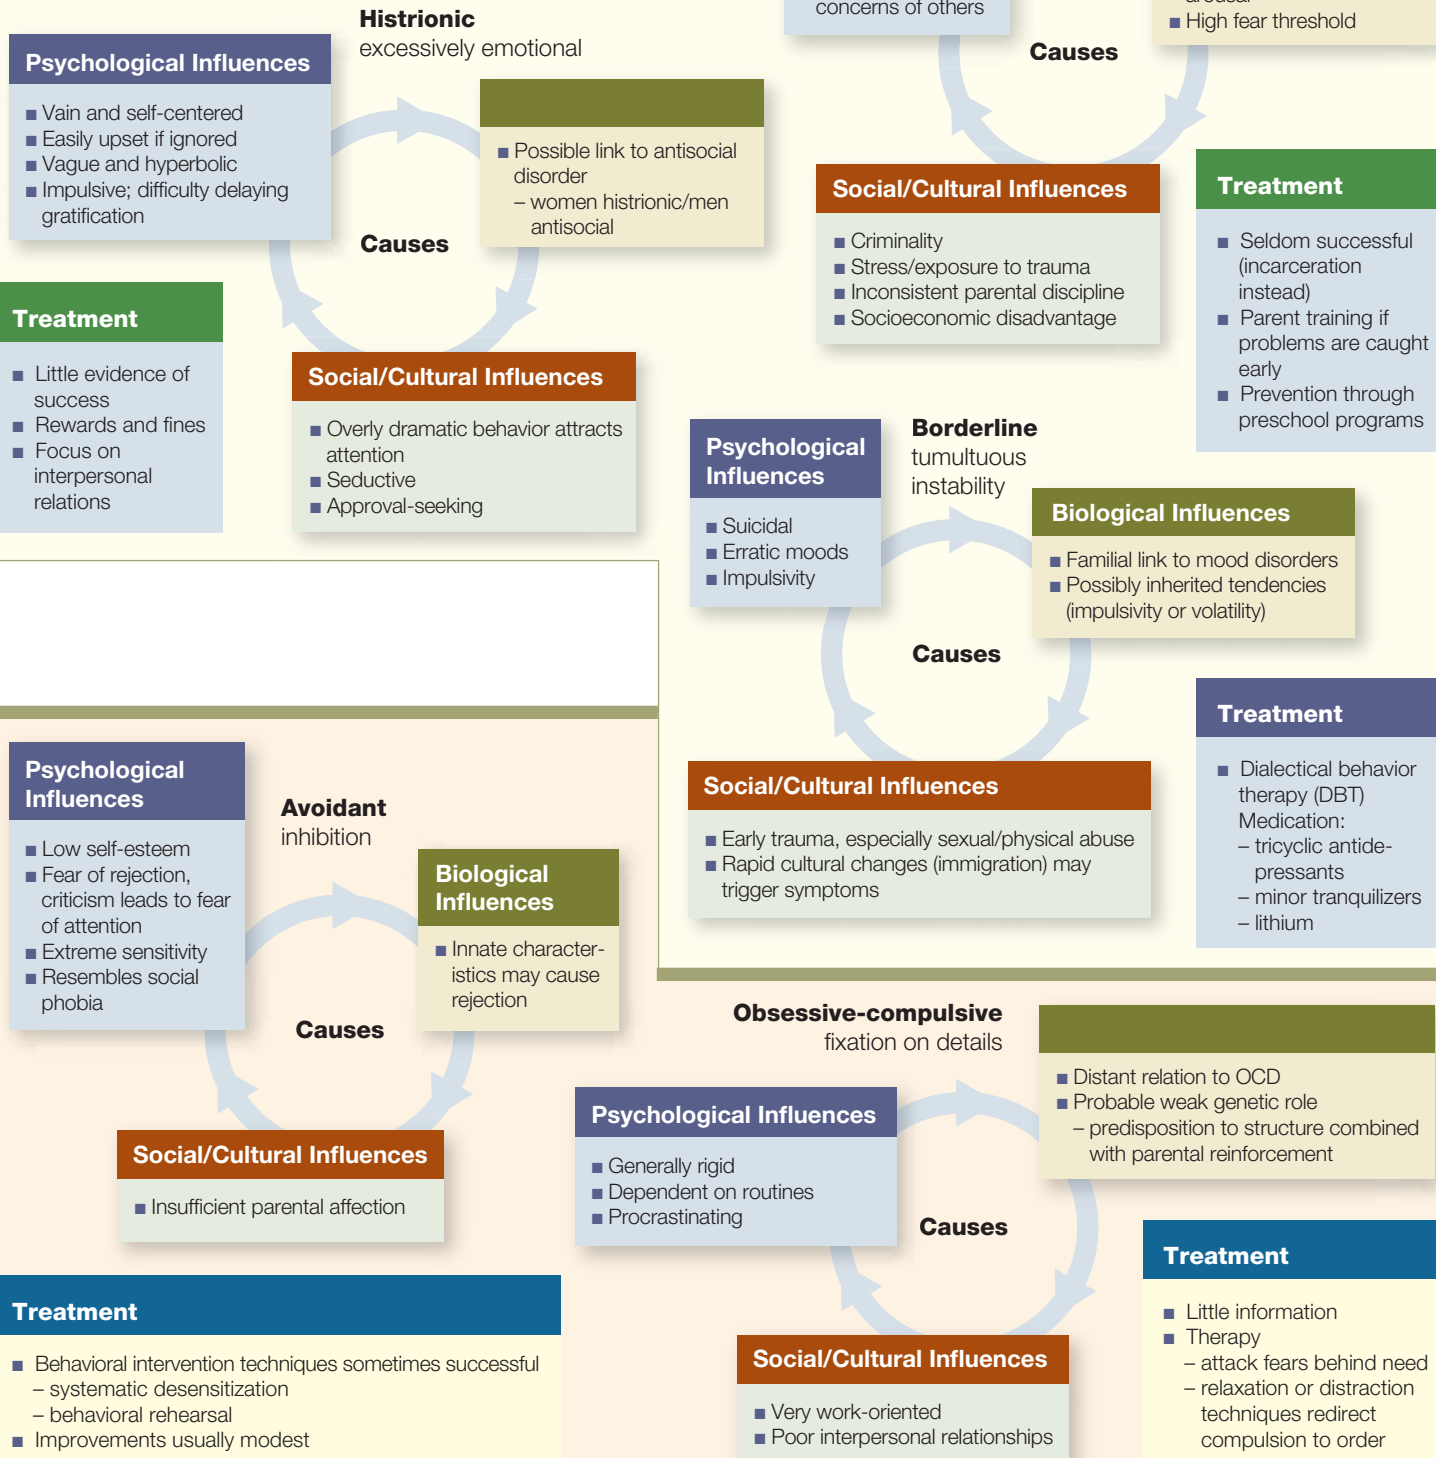 Histrionic
excessively emotional
Psychological Influences
■ Vain and self-centered
■ Easily upset if ignored
■ Vague and hyperbolic
■ Impulsive; difficulty delaying
gratification
■ Possible link to antisocial
disorder
– women histrionic/men
antisocial
Causes
Treatment
■ Little evidence of
success
■ Rewards and fines
■ Focus on
interpersonal
relations
Social/Cultural Influences
■ Overly dramatic behavior attracts
attention
■ Seductive
■ Approval-seeking
concerns of others
■ High fear threshold
Causes
Social/Cultural Influences
■ Criminality
■ Stress/exposure to trauma
■ Inconsistent parental discipline
■ Socioeconomic disadvantage
Treatment
■ Seldom successful
(incarceration
instead)
■ Parent training if
problems are caught
early
■ Prevention through
preschool programs
Borderline
tumultuous
instability
Psychological
Influences
■ Suicidal
■ Erratic moods
■ Impulsivity
Biological Influences
■ Familial link to mood disorders
■ Possibly inherited tendencies
(impulsivity or volatility)
Causes
Social/Cultural Influences
■ Early trauma, especially sexual/physical abuse
■ Rapid cultural changes (immigration) may
trigger symptoms
Treatment
■ Dialectical behavior
therapy (DBT)
Medication:
– tricyclic antide-
pressants
– minor tranquilizers
– lithium
Avoidant
inhibition
Psychological
Influences
■ Low self-esteem
■ Fear of rejection,
criticism leads to fear
of attention
■ Extreme sensitivity
■ Resembles social
phobia
Biological
Influences
■ Innate character-
istics may cause
rejection
Causes
Social/Cultural Influences
■ Insufficient parental affection
Treatment
■ Behavioral intervention techniques sometimes successful
– systematic desensitization
– behavioral rehearsal
■ Improvements usually modest
Obsessive-compulsive
fixation on details
Psychological Influences
■ Generally rigid
■ Dependent on routines
■ Procrastinating
■ Distant relation to OCD
■ Probable weak genetic role
– predisposition to structure combined
with parental reinforcement
Causes
Social/Cultural Influences
■ Very work-oriented
■ Poor interpersonal relationships
Treatment
■ Little information
■ Therapy
– attack fears behind need
– relaxation or distraction
techniques redirect
compulsion to order